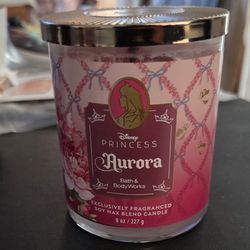 Disney
PRINCESS
Aurora
Bath &
BodyWorks
EXCLUSIVELY FRAGRANCED
SOY WAX BLEND CANDLE
8 oz / 227 g